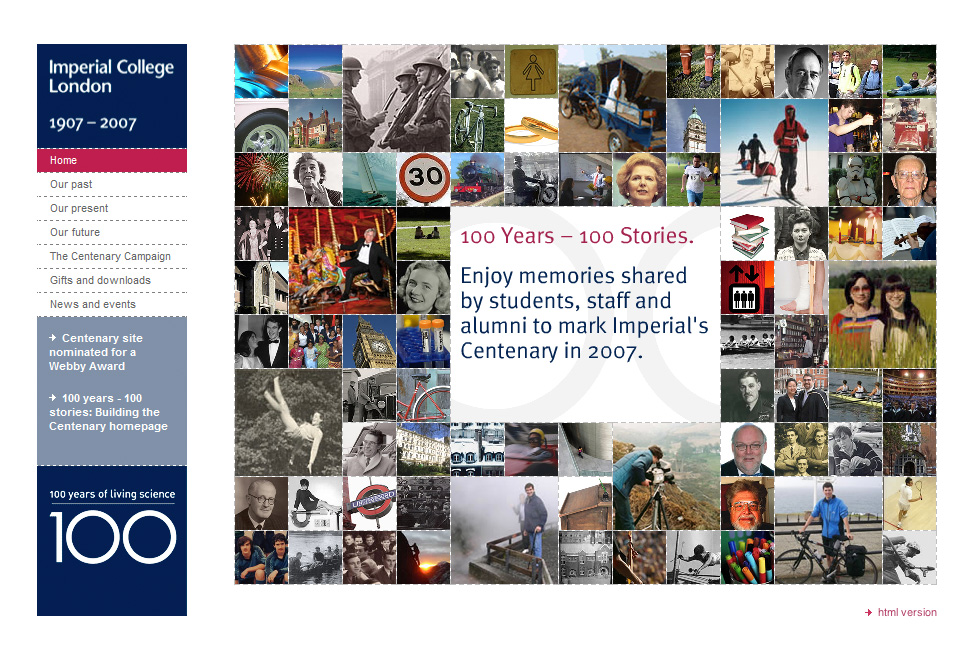 Imperial College
London
1907 – 2007
Home
Our past
Our present
Our future
The Centenary Campaign
Gifts and downloads
News and events
Centenary site
nominated for a
Webby Award
100 years - 100
stories: Building the
Centenary homepage
100 years of living science
100
30
100 Years – 100 Stories.
Enjoy memories shared
by students, staff and
alumni to mark Imperial's
Centenary in 2007.
html version